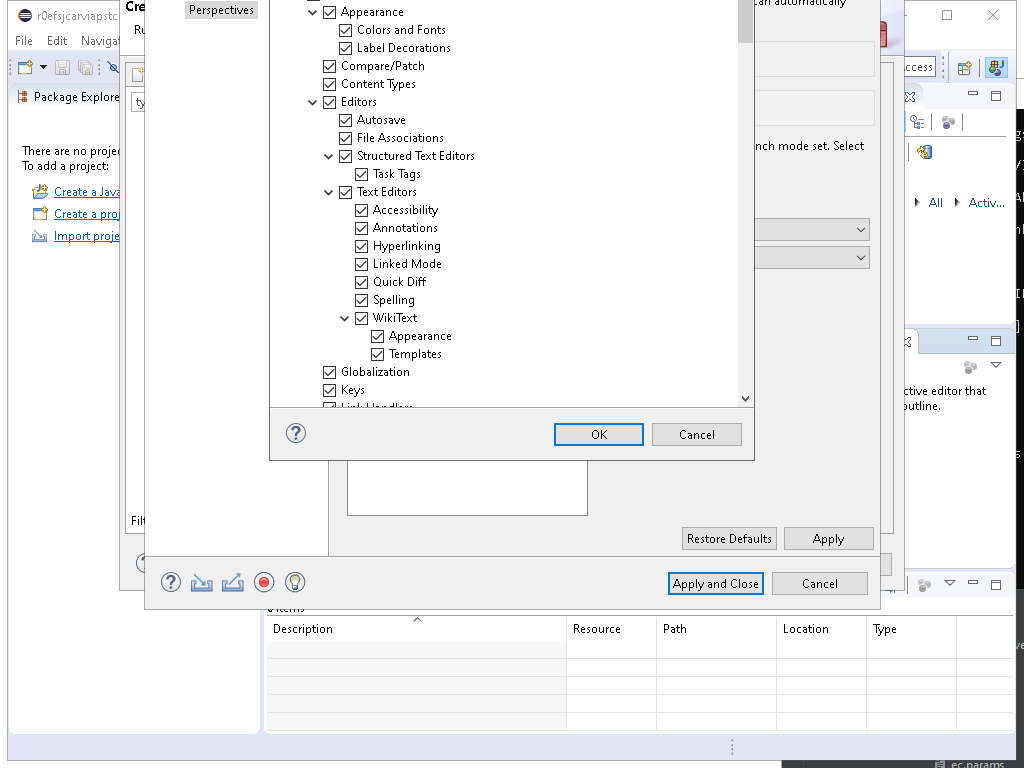 r0efsjcarviapstc
File Edit Naviga
Package Explore
There are no projec
To add a project:
Create a Java
Create a proj
Import proje
Cre
Ru
ty
Filt
Perspectives
Appearance
Colors and Fonts
Label Decorations
Compare/Patch
Content Types
Editors
Autosave
File Associations
Structured Text Editors
Task Tags
Text Editors
Accessibility
Annotations
Hyperlinking
Linked Mode
Quick Diff
Spelling
WikiText
Appearance
Templates
Globalization
Keys
Link Handlers
OK Cancel
can automatically
nch mode set. Select
Restore Defaults Apply
Apply and Close Cancel
ccess
All Activ...
ctive editor that
outline.
0 items
Description Resource Path Location Type
ec.params